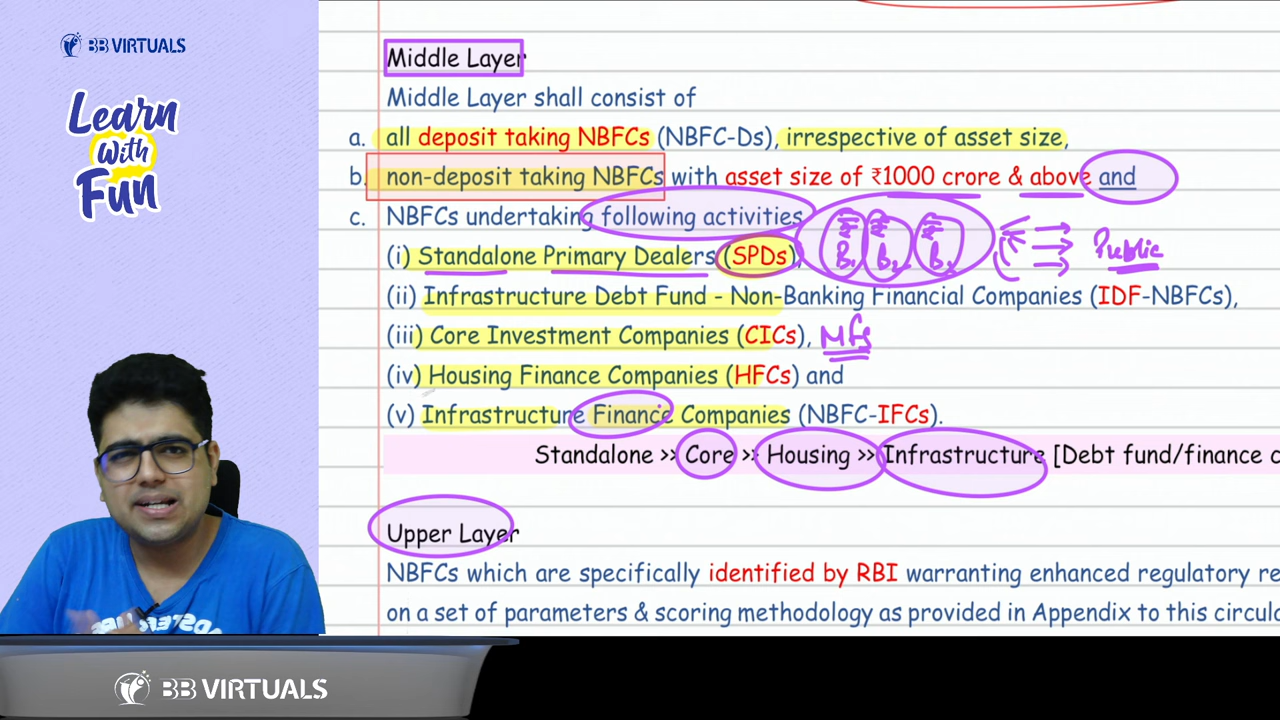 BB VIRTUALS
Learn
With
Fun
Middle Layer
Middle Layer shall consist of
a. all deposit taking NBFCs (NBFC-Ds), irrespective of asset size,
b. non-deposit taking NBFCs with asset size of ₹1000 crore & above and
c. NBFCs undertaking following activities
(i) Standalone Primary Dealers (SPDs), B1 B2 B3 Public
(ii) Infrastructure Debt Fund - Non-Banking Financial Companies (IDF-NBFCs),
(iii) Core Investment Companies (CICs), MFs
(iv) Housing Finance Companies (HFCs) and
(v) Infrastructure Finance Companies (NBFC-IFCs).
Standalone >> Core >> Housing >> Infrastructure [Debt fund/finance c
Upper Layer
NBFCs which are specifically identified by RBI warranting enhanced regulatory re
on a set of parameters & scoring methodology as provided in Appendix to this circula
BB VIRTUALS